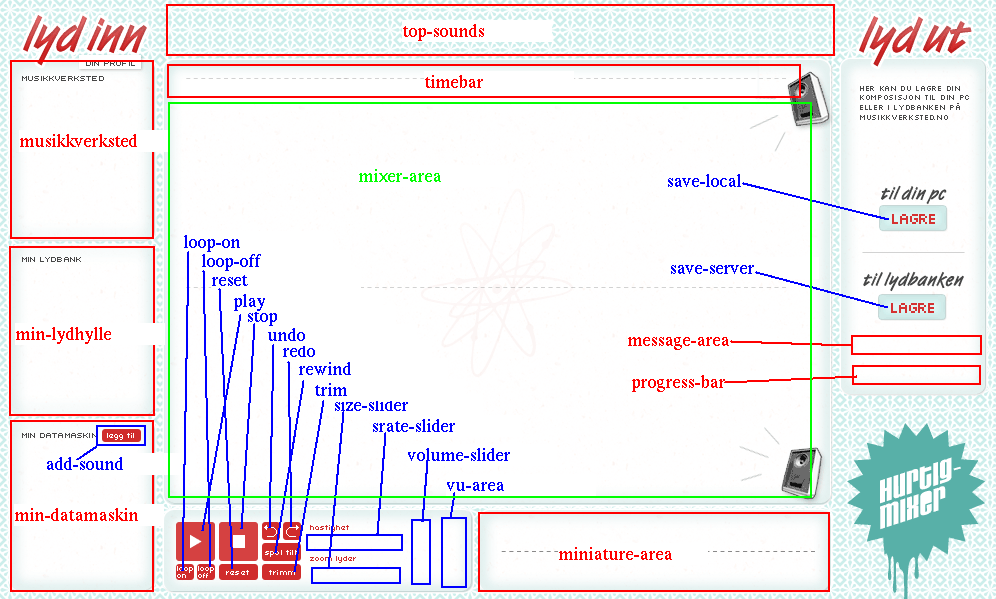 lyd inn
DIN PROFIL
MUSIKKVERKSTED
musikkverksted
MIN LYDBANK
min-lydhylle
MIN DATAMASKIN
legg til
add-sound
min-datamaskin
top-sounds
timebar
mixer-area
loop-on
loop-off
reset
play
stop
undo
redo
rewind
trim
size-slider
srate-slider
volume-slider
vu-area
save-local
save-server
message-area
progress-bar
hastighet
spol til
zoom lyder
loop on
loop off
reset
trimm
miniature-area
lyd ut
HER KAN DU LAGRE DIN
KOMPOSISJON TIL DIN PC
ELLER I LYDBANKEN PÅ
MUSIKKVERKSTED.NO
til din pc
LAGRE
til lydbanken
LAGRE
HURTIG-
MIXER